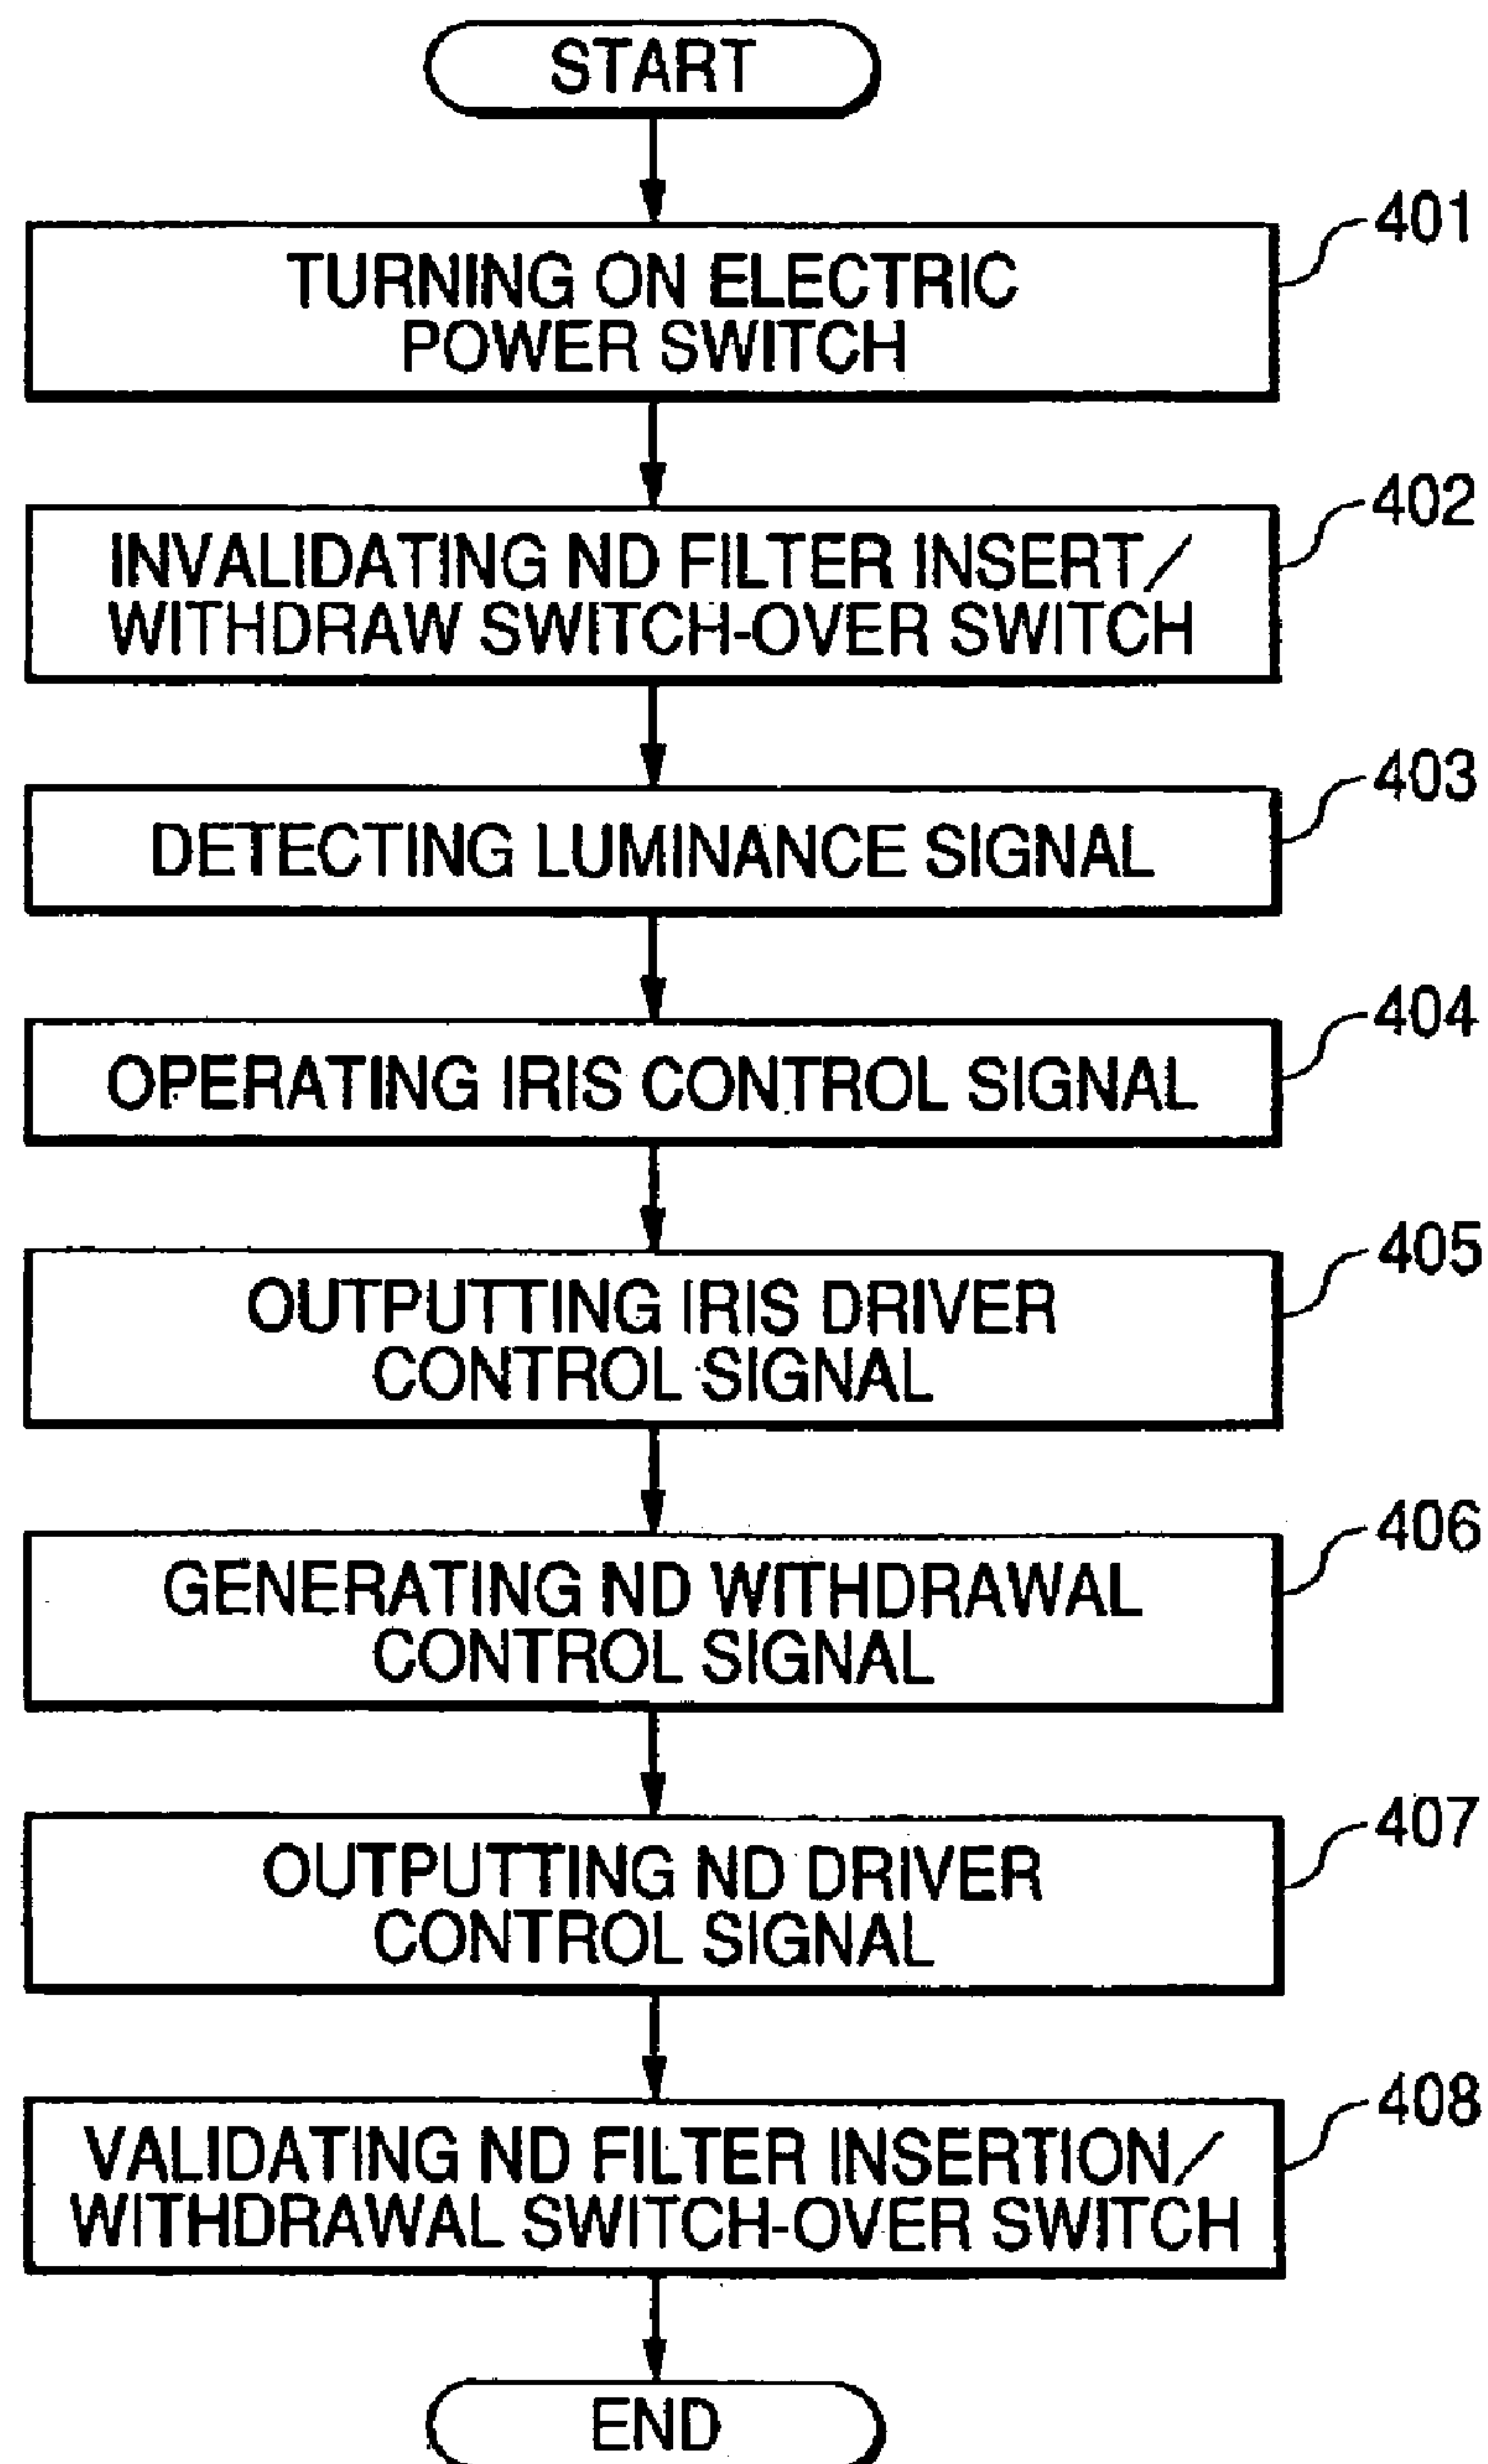 START
401
TURNING ON ELECTRIC
POWER SWITCH
402
INVALIDATING ND FILTER INSERT/
WITHDRAW SWITCH-OVER SWITCH
403
DETECTING LUMINANCE SIGNAL
404
OPERATING IRIS CONTROL SIGNAL
405
OUTPUTTING IRIS DRIVER
CONTROL SIGNAL
406
GENERATING ND WITHDRAWAL
CONTROL SIGNAL
407
OUTPUTTING ND DRIVER
CONTROL SIGNAL
408
VALIDATING ND FILTER INSERTION/
WITHDRAWAL SWITCH-OVER SWITCH
END